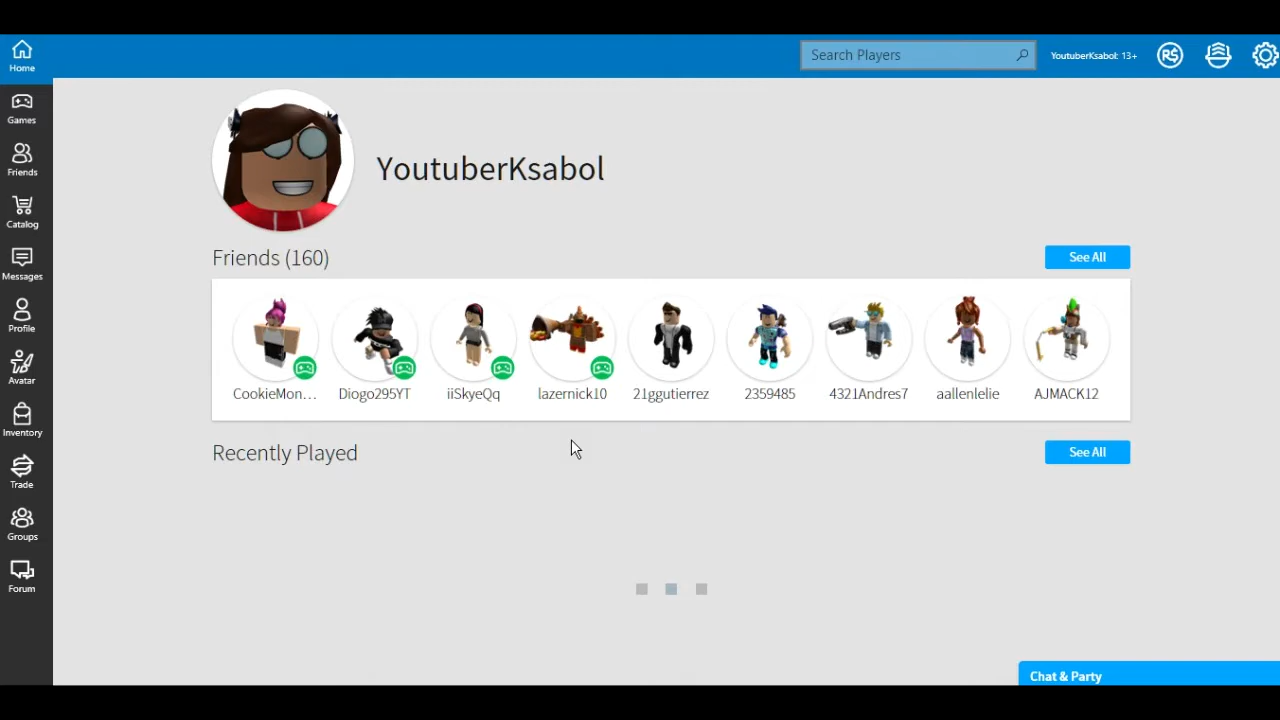 Home
Search Players
YoutuberKsabol: 13+
R$
Games
Friends
Catalog
Messages
Profile
Avatar
Inventory
Trade
Groups
Forum
YoutuberKsabol
Friends (160)
See All
CookieMon...
Diogo295YT
iiSkyeQq
lazernick10
21ggutierrez
2359485
4321Andres7
aallenlelie
AJMACK12
Recently Played
See All
Chat & Party